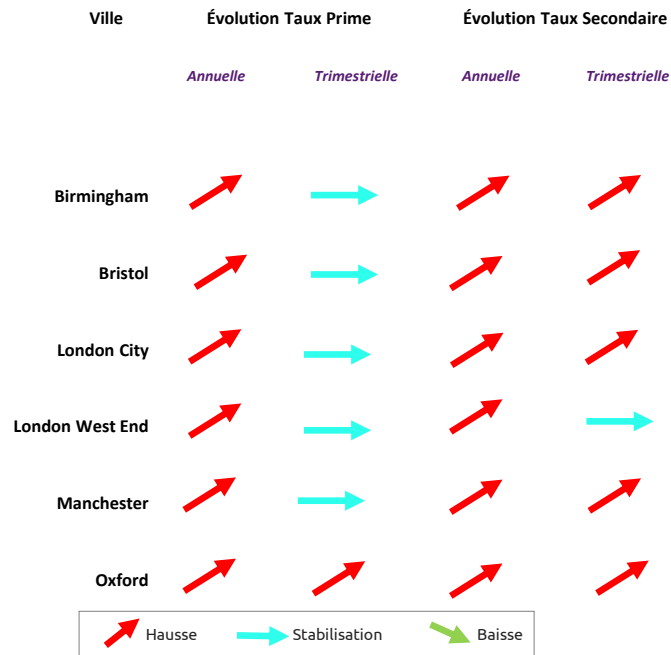 Ville Évolution Taux Prime Évolution Taux Secondaire
Annuelle Trimestrielle Annuelle Trimestrielle
Birmingham
Bristol
London City
London West End
Manchester
Oxford
Hausse Stabilisation Baisse